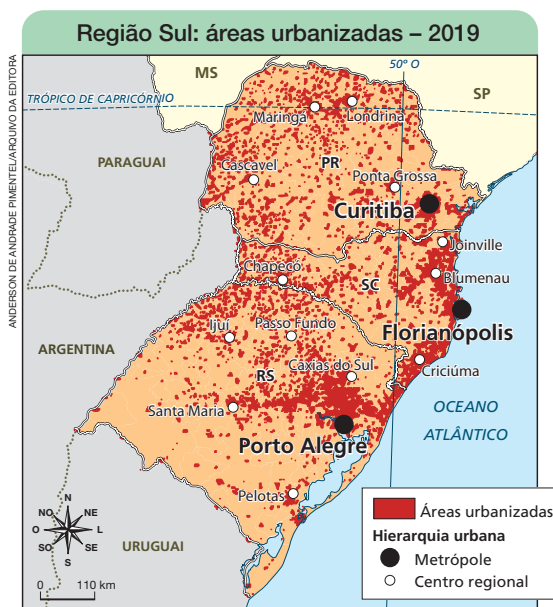 Região Sul: áreas urbanizadas – 2019
MS
50º O
SP
TRÓPICO DE CAPRICÓRNIO
Maringá
Londrina
PARAGUAI
PR
Cascavel
Ponta Grossa
Curitiba
Joinville
Chapecó
Blumenau
SC
Ijuí
Passo Fundo
Florianópolis
ARGENTINA
Caxias do Sul
Criciúma
RS
Santa Maria
OCEANO
ATLÂNTICO
Porto Alegre
Pelotas
N
NO
NE
O
L
SO
SE
S
URUGUAI
0
110 km
Áreas urbanizadas
Hierarquia urbana
Metrópole
Centro regional
ANDERSON DE ANDRADE PIMENTEL/ARQUIVO DA EDITORA